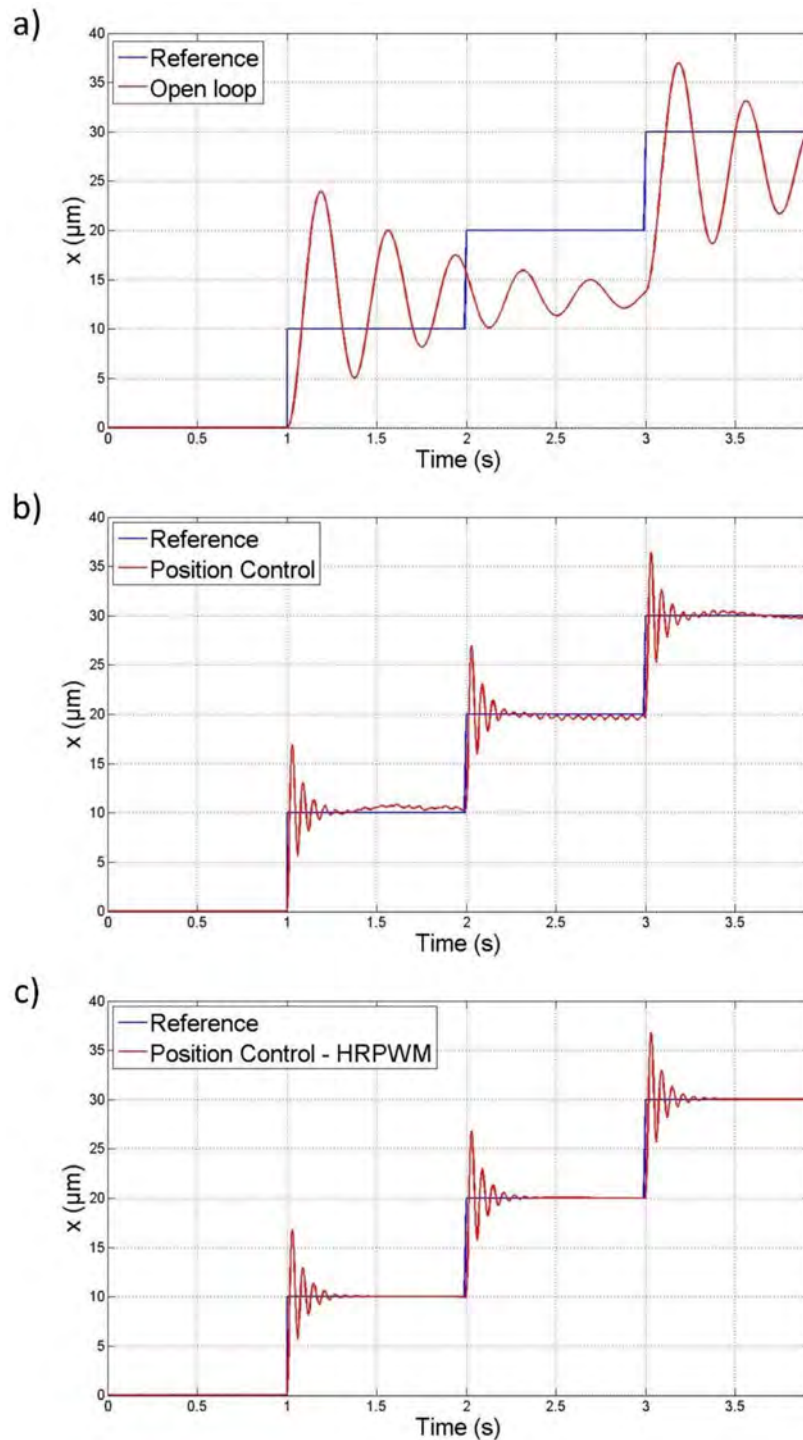 a)
Reference
Open loop
40
35
30
25
20
15
10
5
0
x (µm)
0 0.5 1 1.5 2 2.5 3 3.5
Time (s)
b)
Reference
Position Control
40
35
30
25
20
15
10
5
0
x (µm)
0 0.5 1 1.5 2 2.5 3 3.5
Time (s)
c)
Reference
Position Control - HRPWM
40
35
30
25
20
15
10
5
0
x (µm)
0 0.5 1 1.5 2 2.5 3 3.5
Time (s)